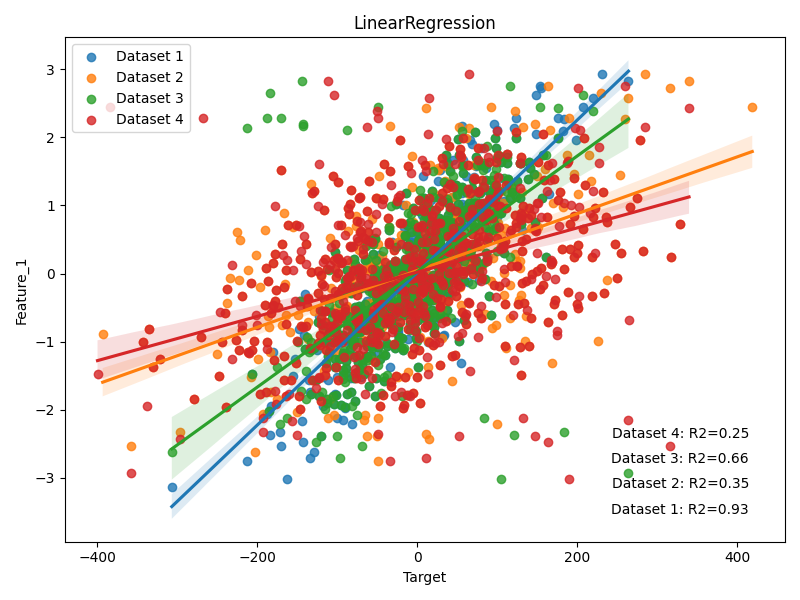 LinearRegression
Dataset 1
Dataset 2
Dataset 3
Dataset 4
3
2
1
0
−1
−2
−3
Feature_1
Dataset 4: R2=0.25
Dataset 3: R2=0.66
Dataset 2: R2=0.35
Dataset 1: R2=0.93
−400 −200 0 200 400
Target